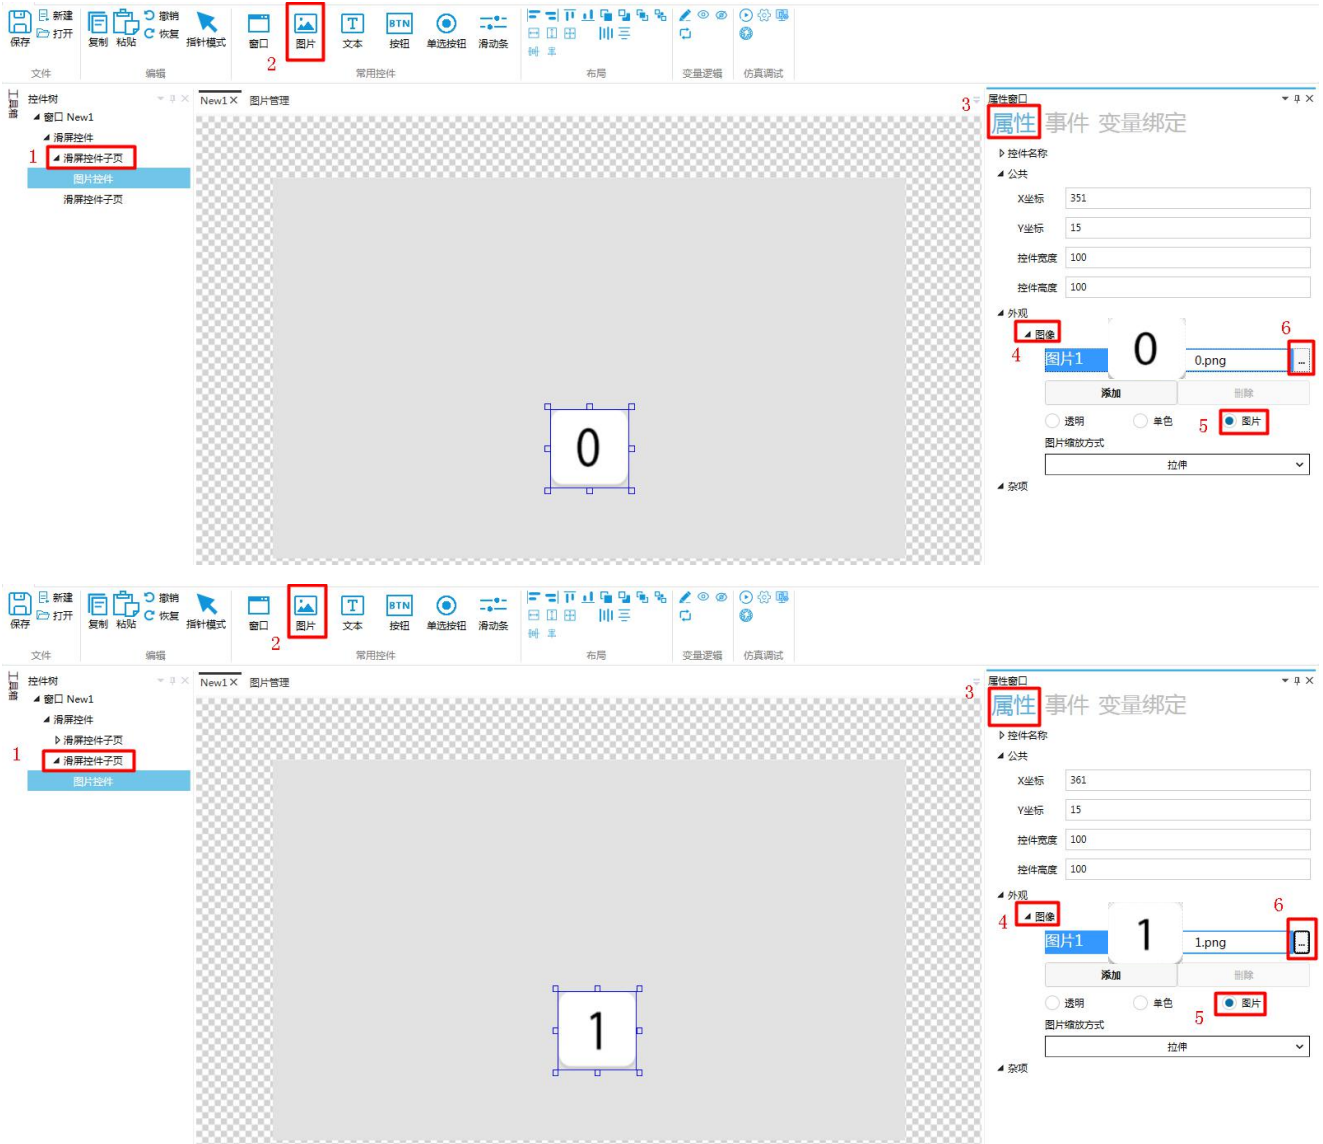 新建
打开
保存
复制
粘贴
撤销
恢复
指针模式
窗口
图片
文本
BTN
按钮
单选按钮
滑动条
2
文件
编辑
常用控件
布局
变量逻辑
仿真调试
工具箱
控件树
窗口 New1
滑屏控件
1
滑屏控件子页
图片控件
滑屏控件子页
New1
图片管理
0
3
属性窗口
属性 事件 变量绑定
控件名称
公共
X坐标 351
Y坐标 15
控件宽度 100
控件高度 100
外观
4
图像
6
图片1 0 0.png ...
添加 删除
透明 单色 5 图片
图片缩放方式
拉伸
杂项
新建
打开
保存
复制
粘贴
撤销
恢复
指针模式
窗口
图片
文本
BTN
按钮
单选按钮
滑动条
2
文件
编辑
常用控件
布局
变量逻辑
仿真调试
工具箱
控件树
窗口 New1
滑屏控件
滑屏控件子页
1
滑屏控件子页
图片控件
New1
图片管理
1
3
属性窗口
属性 事件 变量绑定
控件名称
公共
X坐标 361
Y坐标 15
控件宽度 100
控件高度 100
外观
4
图像
6
图片1 1 1.png ...
添加 删除
透明 单色 5 图片
图片缩放方式
拉伸
杂项